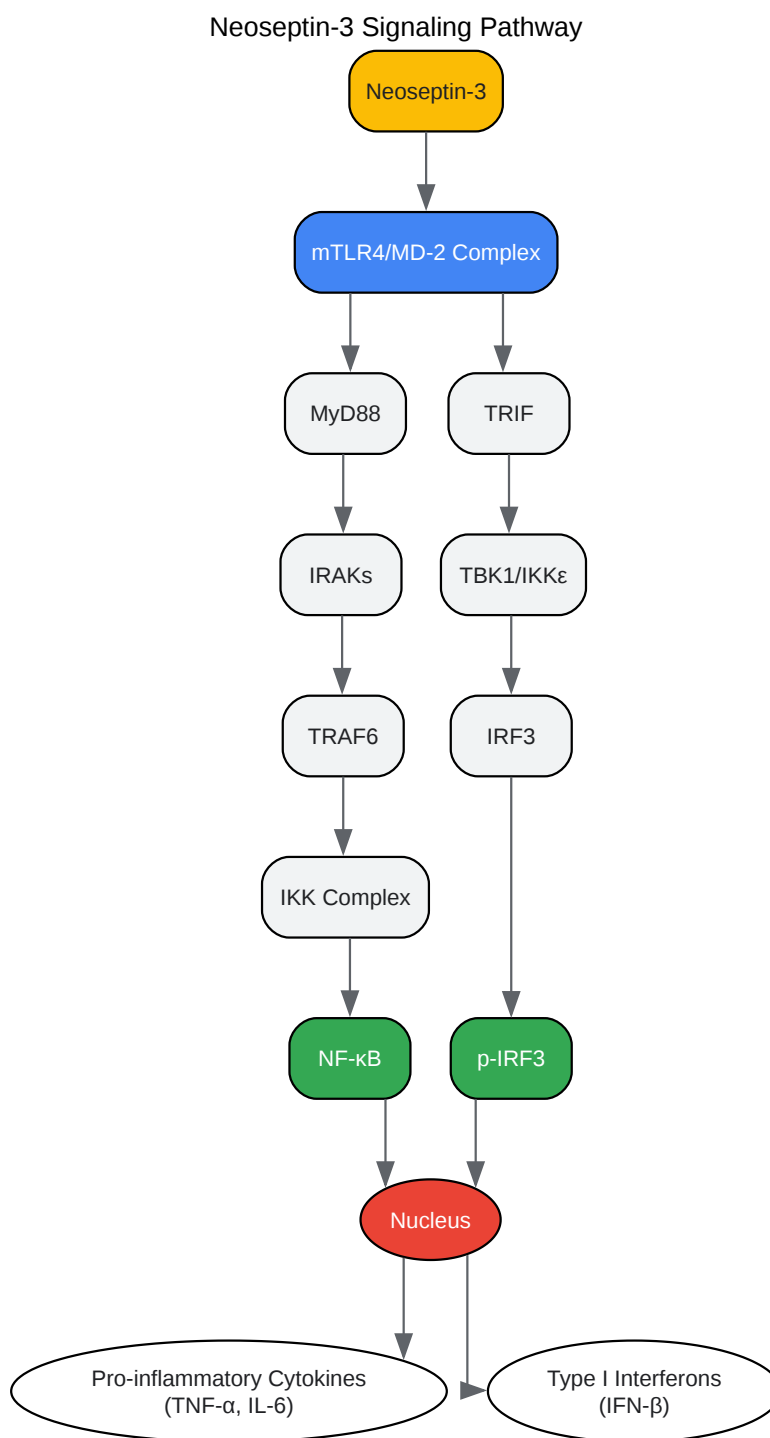 Neoseptin-3 Signaling Pathway
Neoseptin-3
mTLR4/MD-2 Complex
MyD88
TRIF
IRAKs
TBK1/IKKε
TRAF6
IRF3
IKK Complex
NF-κB
p-IRF3
Nucleus
Pro-inflammatory Cytokines
(TNF-α, IL-6)
Type I Interferons
(IFN-β)